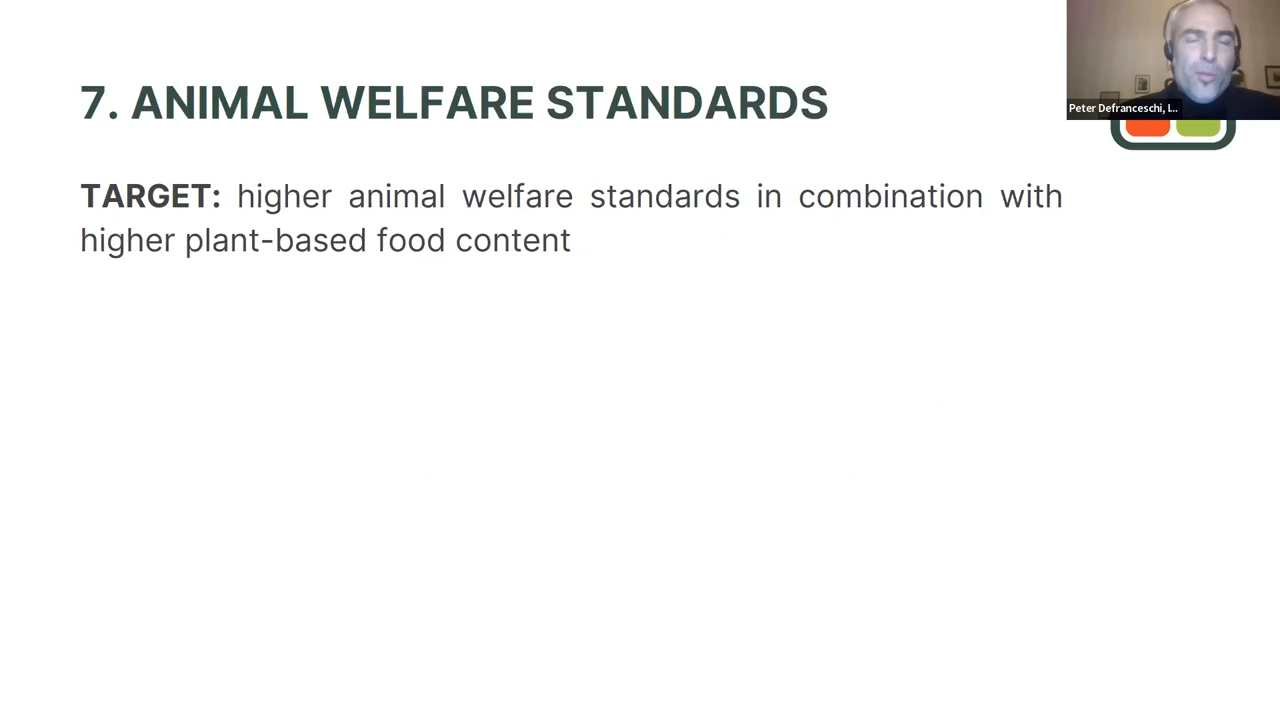 7. ANIMAL WELFARE STANDARDS
Peter Defranceschi, I...
TARGET: higher animal welfare standards in combination with
higher plant-based food content